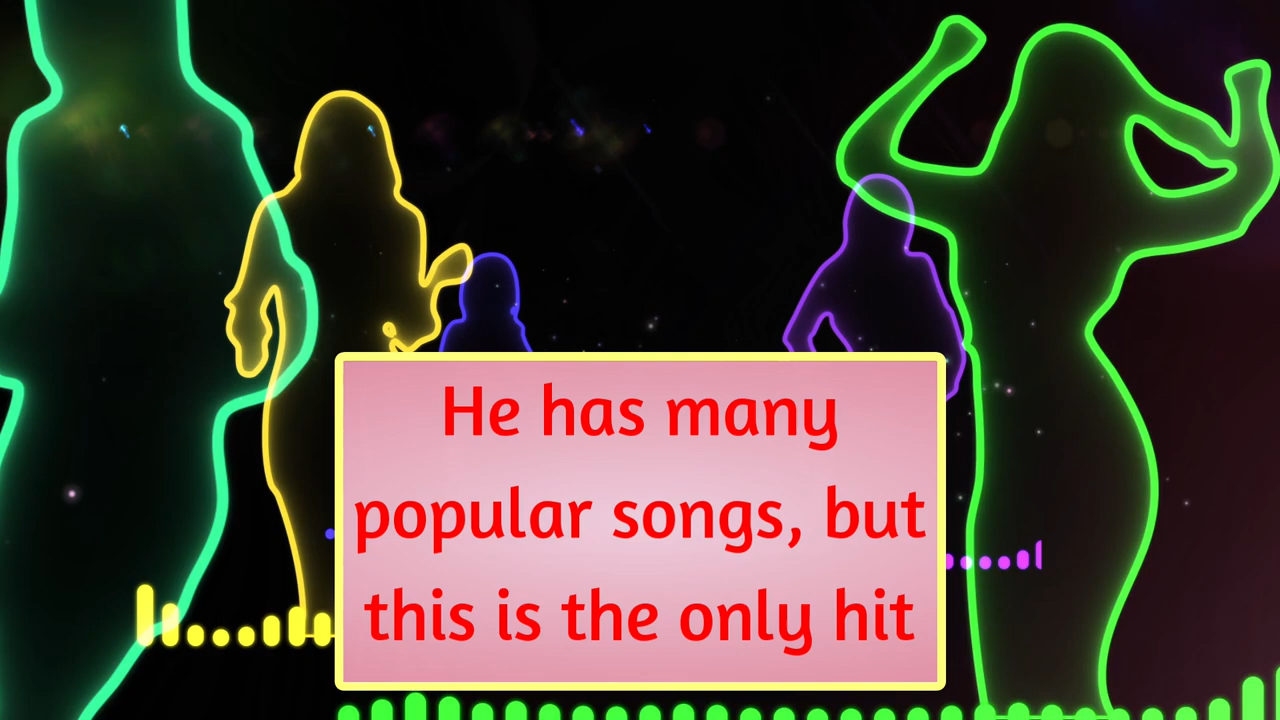 He has many
popular songs, but
this is the only hit